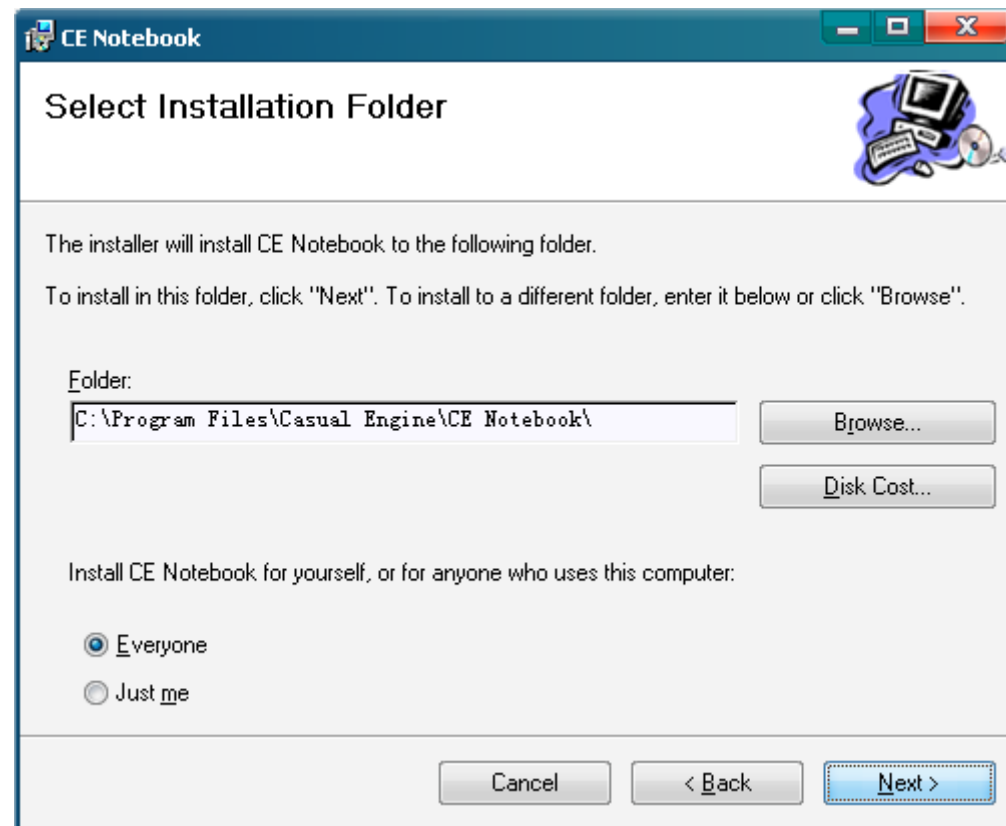 CE Notebook
Select Installation Folder
The installer will install CE Notebook to the following folder.
To install in this folder, click "Next". To install to a different folder, enter it below or click "Browse".
Folder:
C:\Program Files\Casual Engine\CE Notebook\
Browse...
Disk Cost...
Install CE Notebook for yourself, or for anyone who uses this computer:
Everyone
Just me
Cancel
< Back
Next >